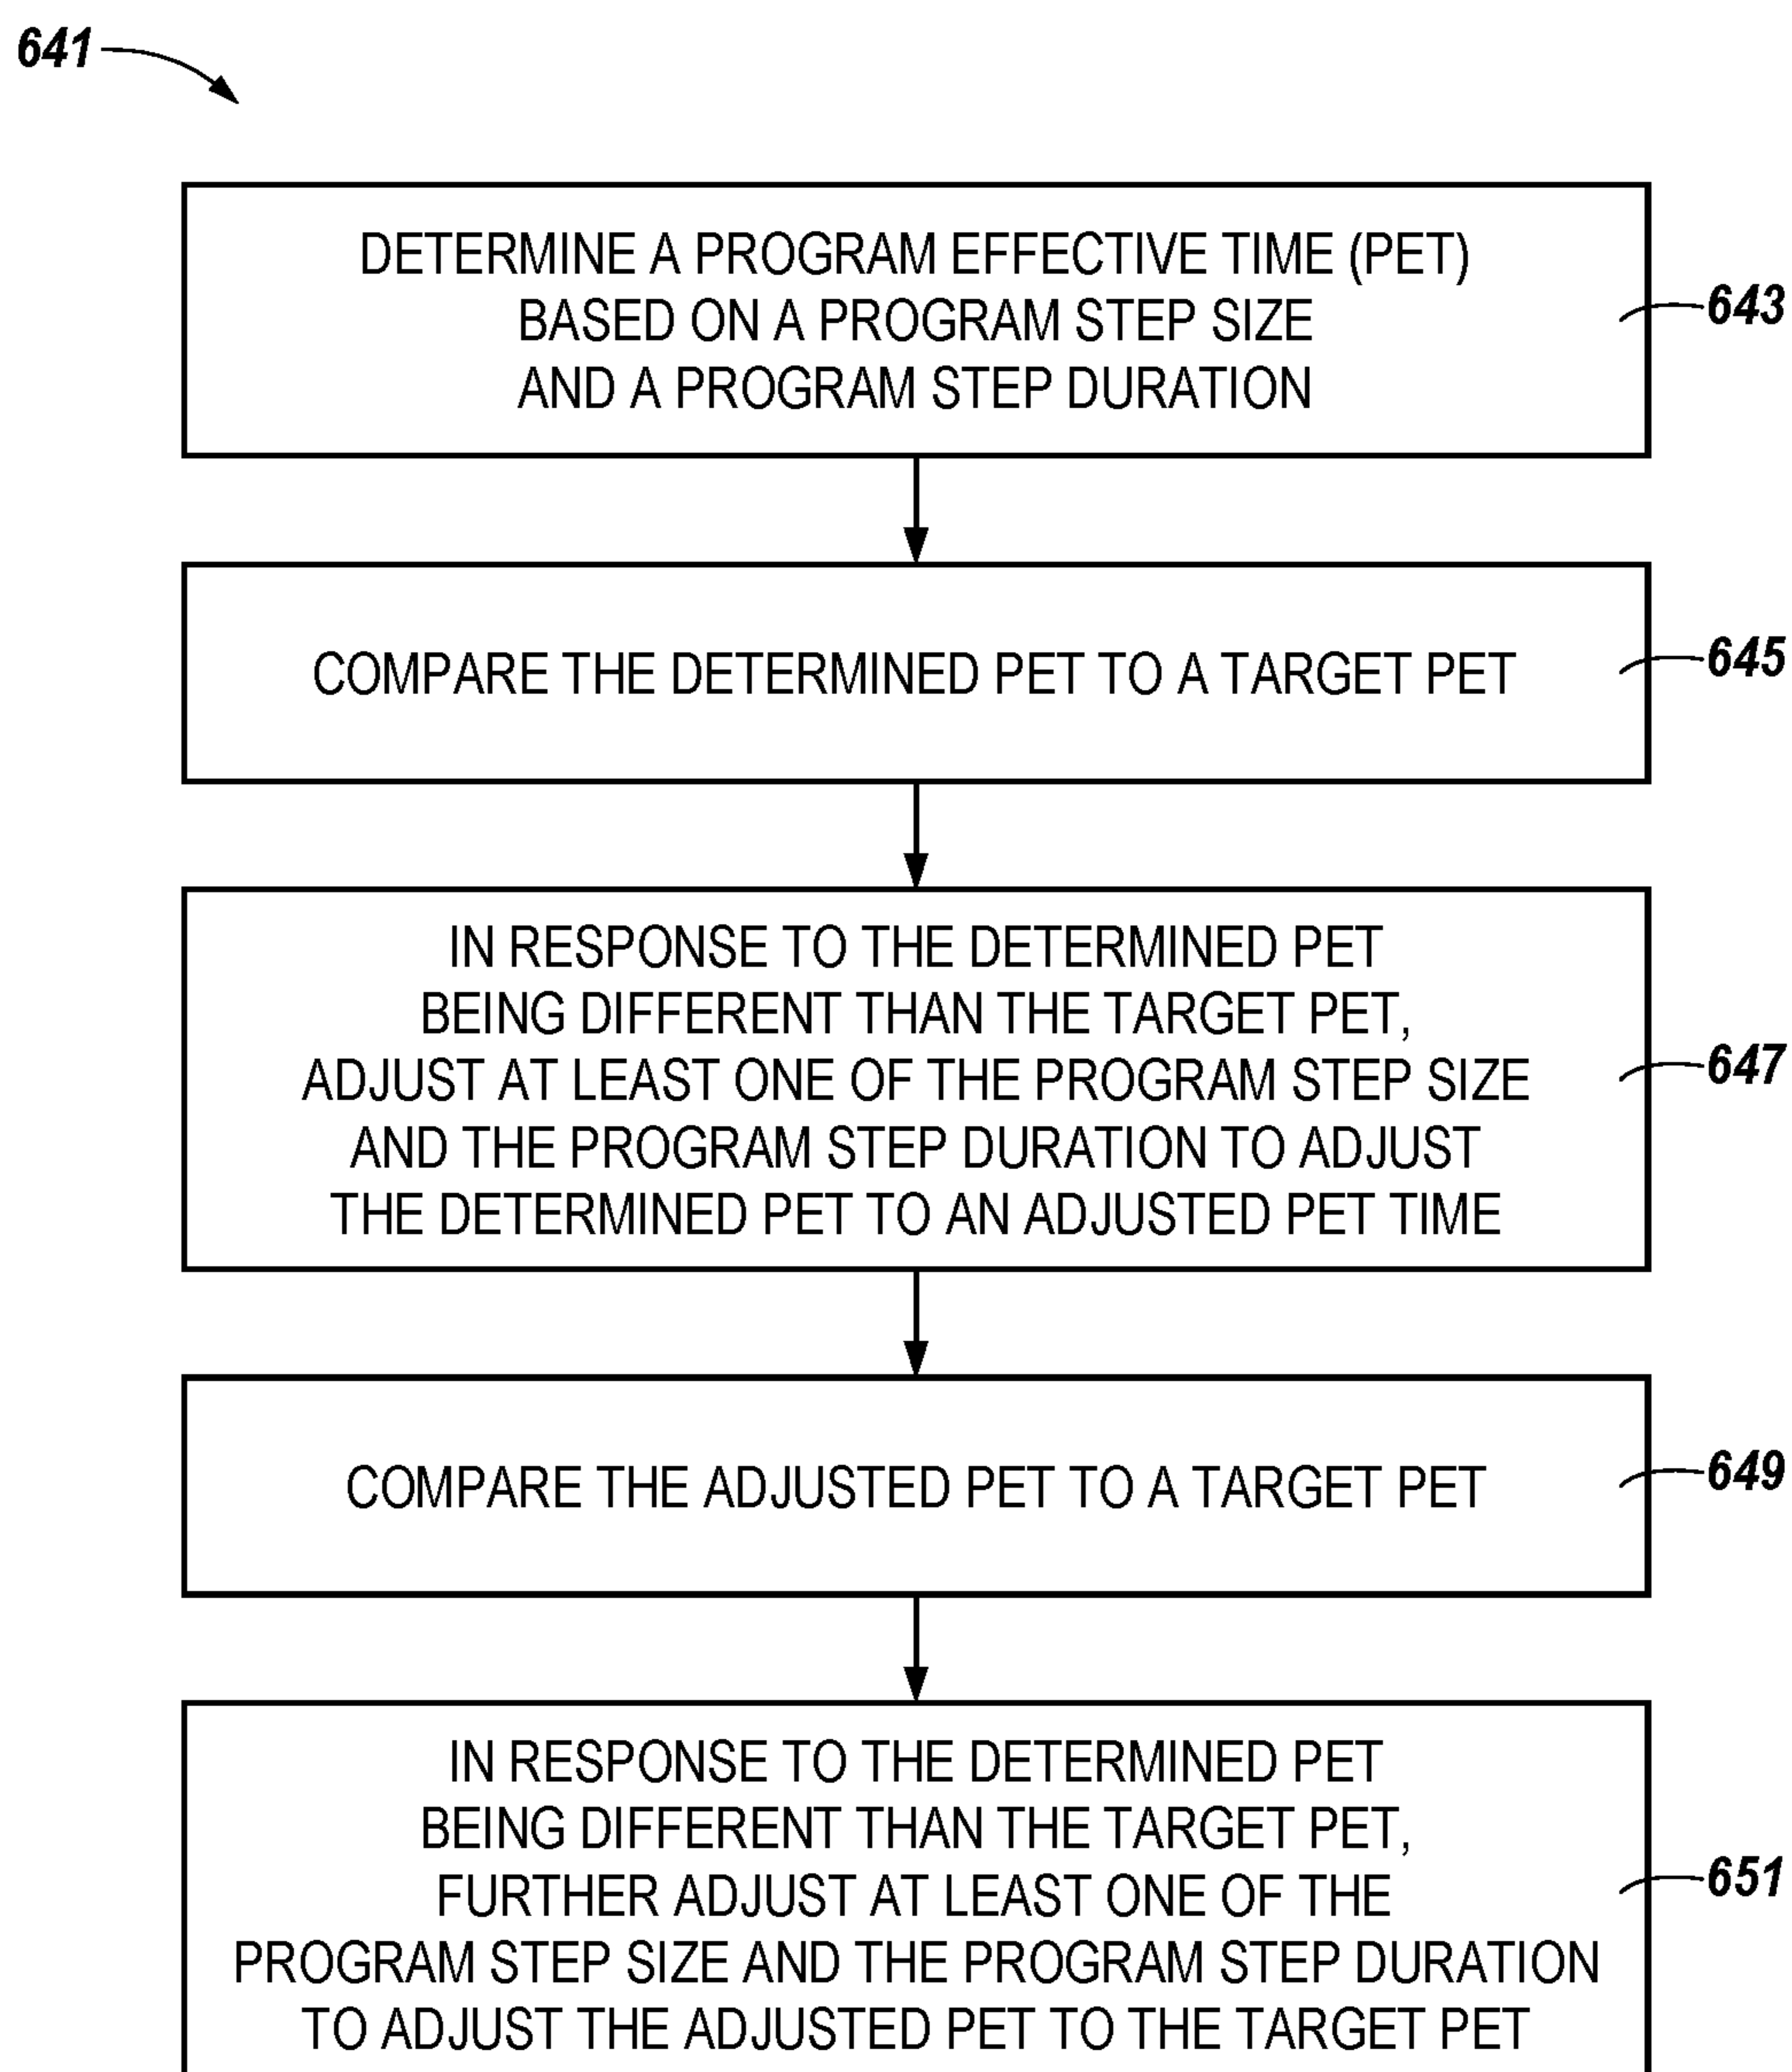 641
DETERMINE A PROGRAM EFFECTIVE TIME (PET)
BASED ON A PROGRAM STEP SIZE
AND A PROGRAM STEP DURATION
643
COMPARE THE DETERMINED PET TO A TARGET PET
645
IN RESPONSE TO THE DETERMINED PET
BEING DIFFERENT THAN THE TARGET PET,
ADJUST AT LEAST ONE OF THE PROGRAM STEP SIZE
AND THE PROGRAM STEP DURATION TO ADJUST
THE DETERMINED PET TO AN ADJUSTED PET TIME
647
COMPARE THE ADJUSTED PET TO A TARGET PET
649
IN RESPONSE TO THE DETERMINED PET
BEING DIFFERENT THAN THE TARGET PET,
FURTHER ADJUST AT LEAST ONE OF THE
PROGRAM STEP SIZE AND THE PROGRAM STEP DURATION
TO ADJUST THE ADJUSTED PET TO THE TARGET PET
651